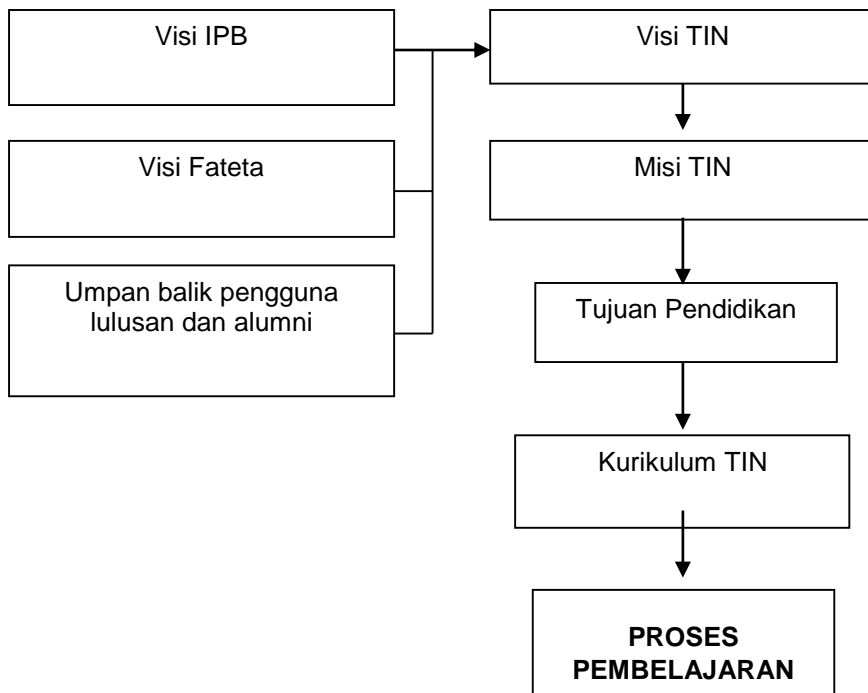 Visi IPB
Visi TIN
Visi Fateta
Misi TIN
Umpan balik pengguna
lulusan dan alumni
Tujuan Pendidikan
Kurikulum TIN
PROSES
PEMBELAJARAN